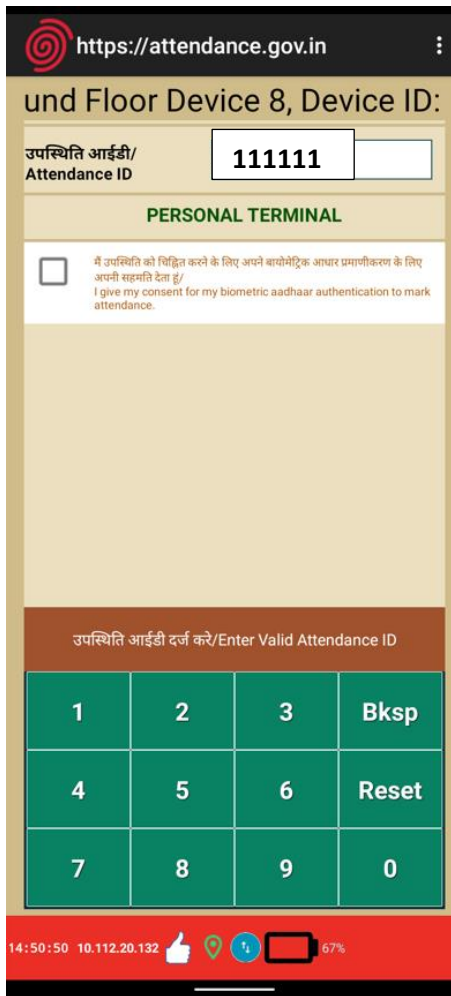 https://attendance.gov.in
und Floor Device 8, Device ID:
उपस्थिति आईडी/
Attendance ID
111111
PERSONAL TERMINAL
मैं उपस्थिति को चिह्नित करने के लिए अपने बायोमेट्रिक आधार प्रमाणीकरण के लिए
अपनी सहमति देता हूं/
I give my consent for my biometric aadhaar authentication to mark
attendance.
उपस्थिति आईडी दर्ज करे/Enter Valid Attendance ID
1 2 3 Bksp
4 5 6 Reset
7 8 9 0
14:50:50 10.112.20.132 67%